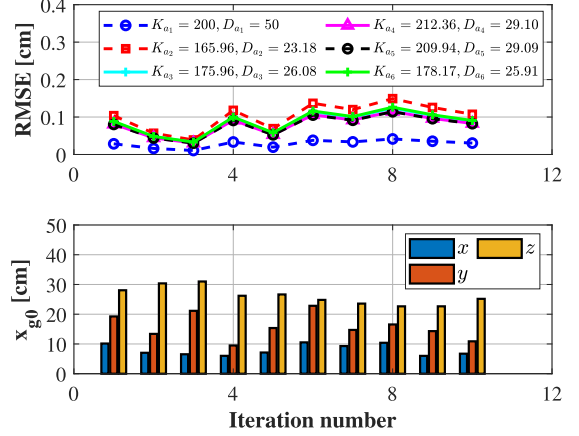 0.4
0.3
0.2
0.1
0
RMSE [cm]
K_{a_1} = 200, D_{a_1} = 50
K_{a_2} = 165.96, D_{a_2} = 23.18
K_{a_3} = 175.96, D_{a_3} = 26.08
K_{a_4} = 212.36, D_{a_4} = 29.10
K_{a_5} = 209.94, D_{a_5} = 29.09
K_{a_6} = 178.17, D_{a_6} = 25.91
0 4 8 12
50
40
30
20
10
0
x_{g0} [cm]
x z
y
0 4 8 12
Iteration number